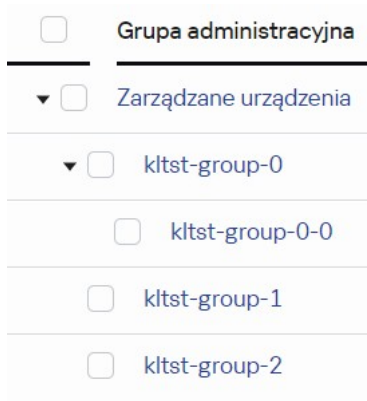 Grupa administracyjna
Zarządzane urządzenia
kltst-group-0
kltst-group-0-0
kltst-group-1
kltst-group-2